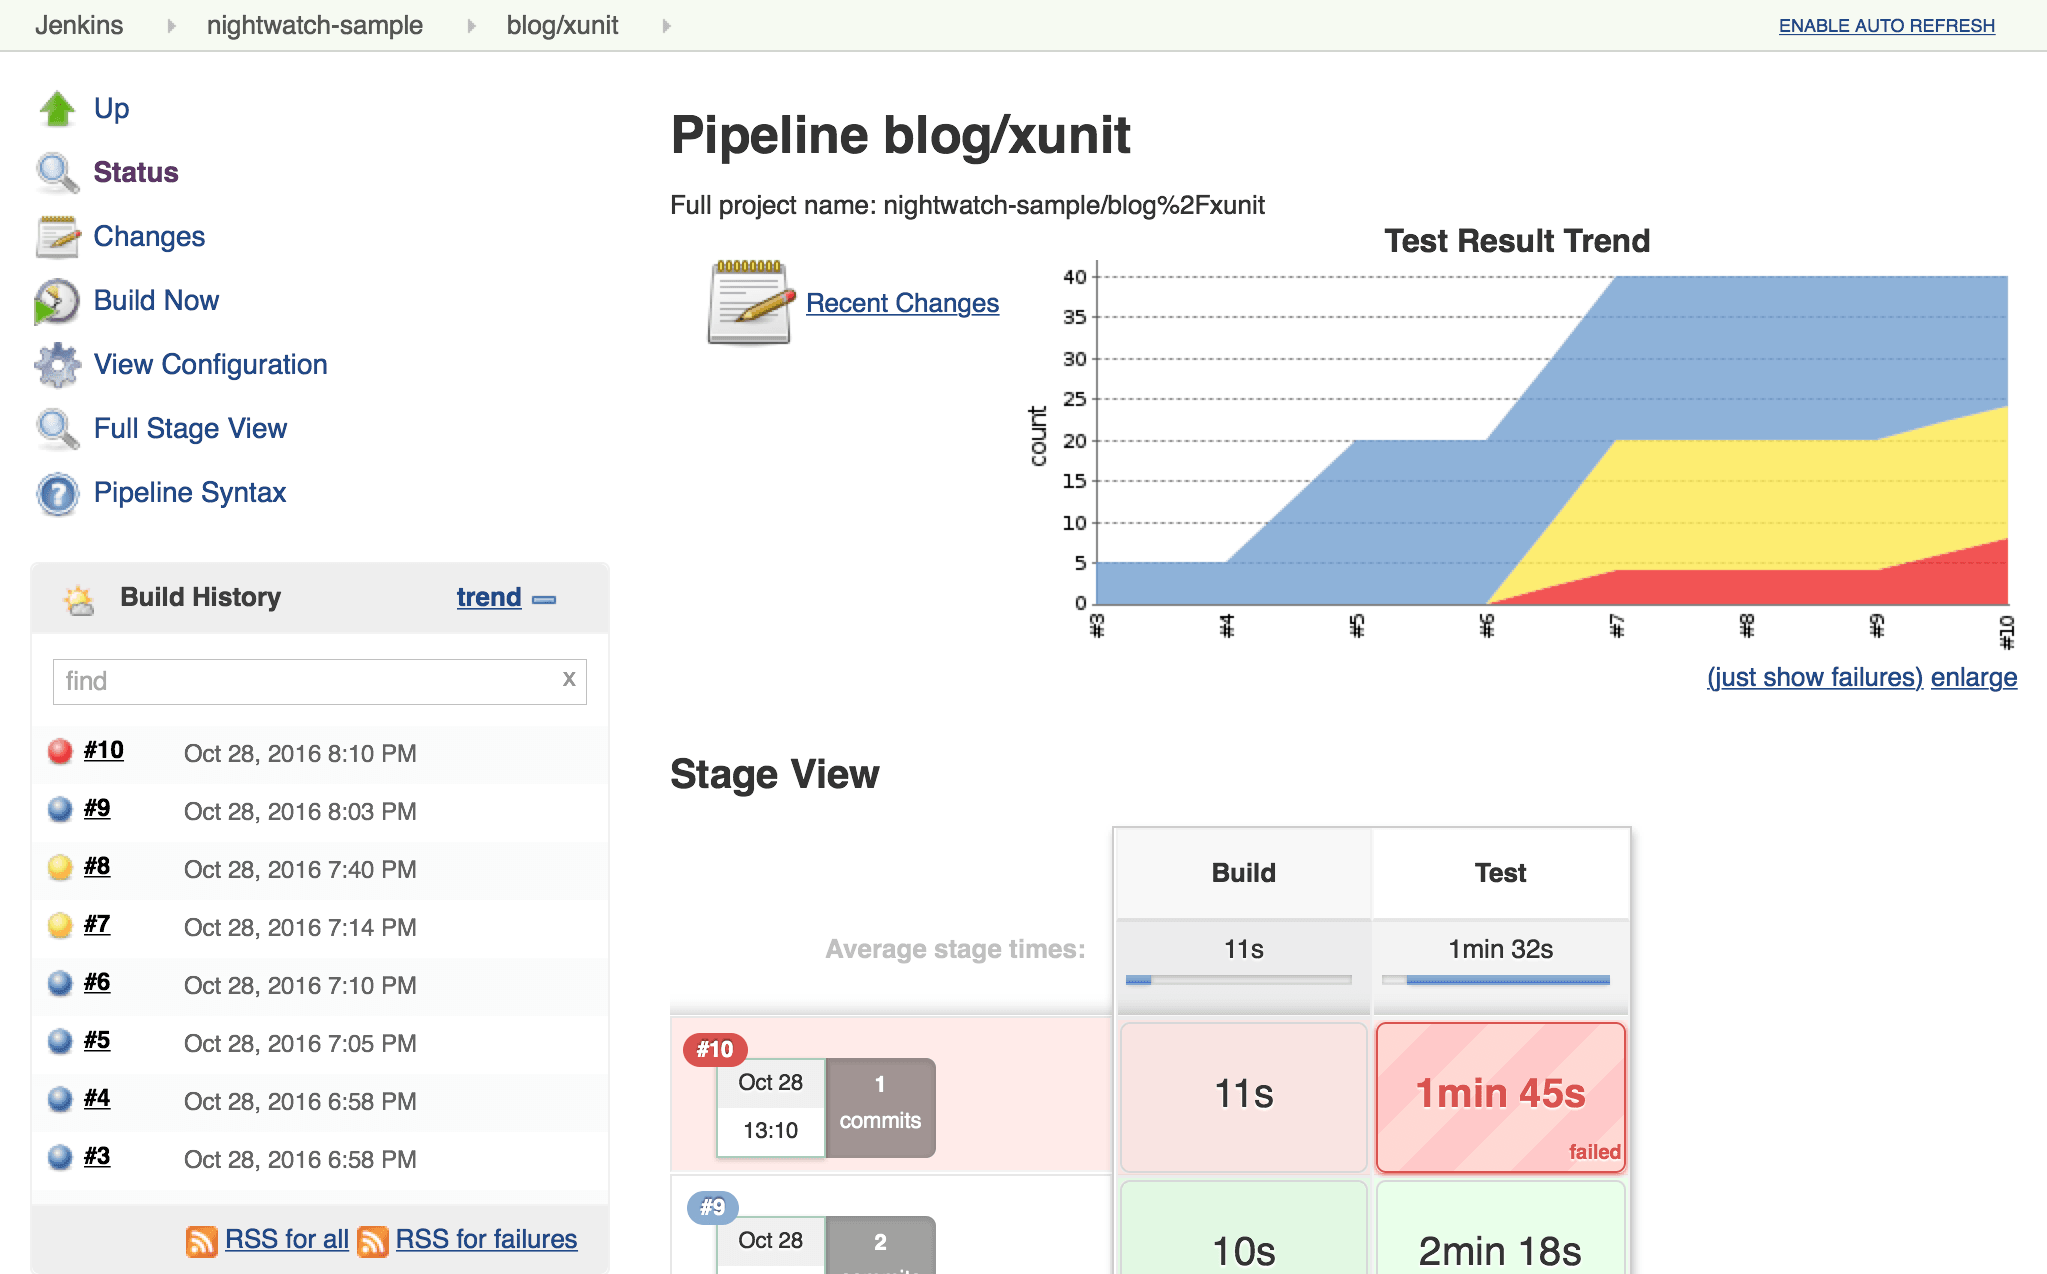 Jenkins nightwatch-sample blog/xunit ENABLE AUTO REFRESH
Up
Status
Changes
Build Now
View Configuration
Full Stage View
Pipeline Syntax
Build History trend
find x
#10 Oct 28, 2016 8:10 PM
#9 Oct 28, 2016 8:03 PM
#8 Oct 28, 2016 7:40 PM
#7 Oct 28, 2016 7:14 PM
#6 Oct 28, 2016 7:10 PM
#5 Oct 28, 2016 7:05 PM
#4 Oct 28, 2016 6:58 PM
#3 Oct 28, 2016 6:58 PM
RSS for all RSS for failures
Pipeline blog/xunit
Full project name: nightwatch-sample/blog%2Fxunit
Recent Changes
Test Result Trend
count
40
35
30
25
20
15
10
5
0
#3 #4 #5 #6 #7 #8 #9 #10
(just show failures) enlarge
Stage View
Build Test
Average stage times: 11s 1min 32s
#10
Oct 28
13:10
1
commits
11s
1min 45s
failed
#9
Oct 28
2
10s
2min 18s